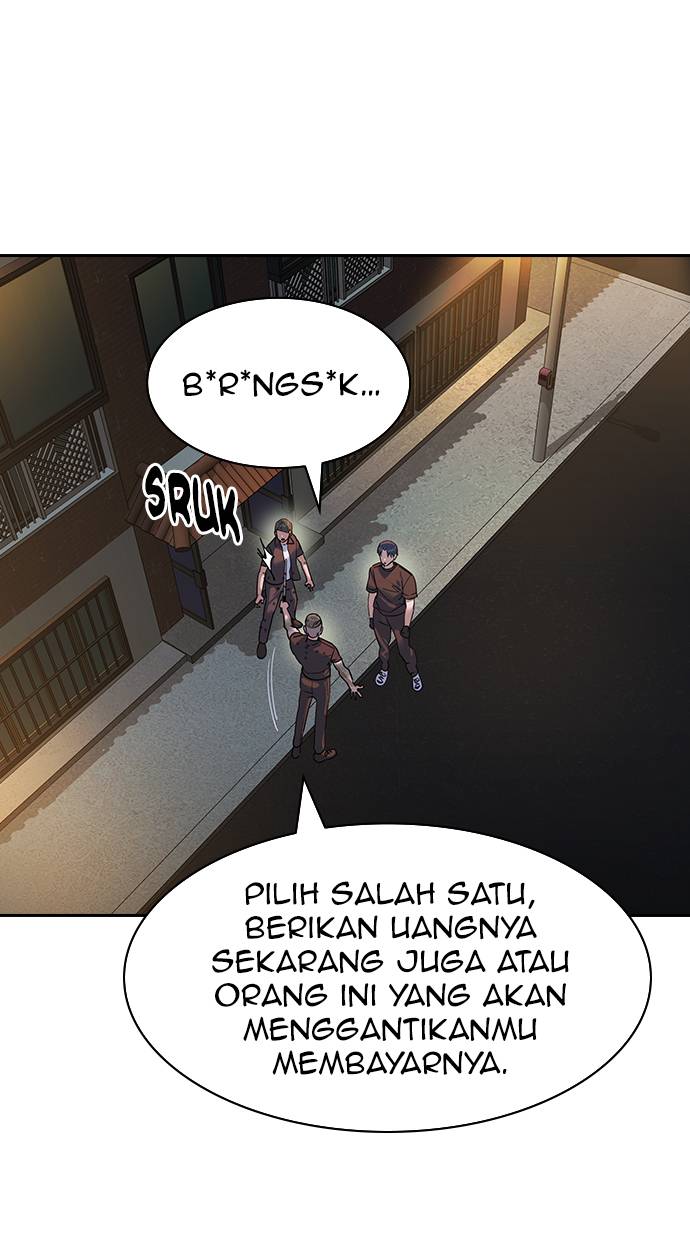 B*R*NGS*K...
SRUK
PILIH SALAH SATU,
BERIKAN UANGNYA
SEKARANG JUGA ATAU
ORANG INI YANG AKAN
MENGGANTIKANMU
MEMBAYARNYA.